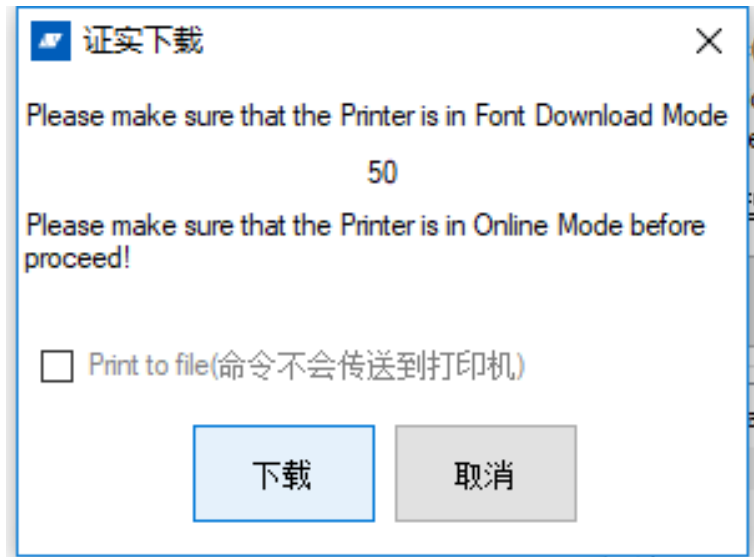 证实下载
Please make sure that the Printer is in Font Download Mode
50
Please make sure that the Printer is in Online Mode before
proceed!
Print to file(命令不会传送到打印机)
下载
取消